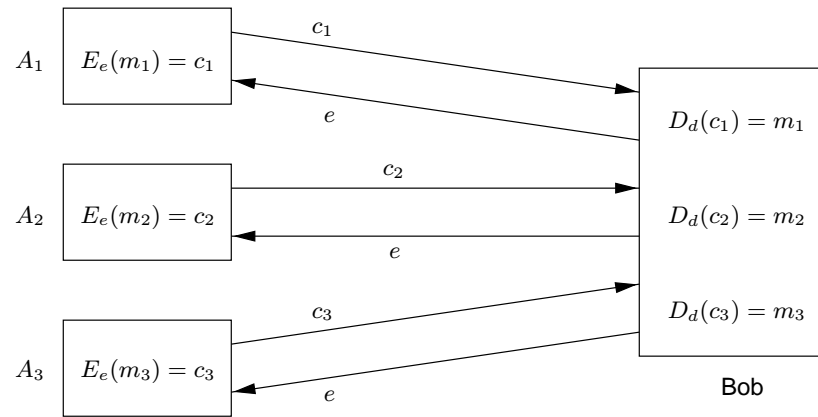 A₁
E_e(m₁) = c₁
c₁
e
D_d(c₁) = m₁
A₂
E_e(m₂) = c₂
c₂
e
D_d(c₂) = m₂
A₃
E_e(m₃) = c₃
c₃
e
D_d(c₃) = m₃
Bob